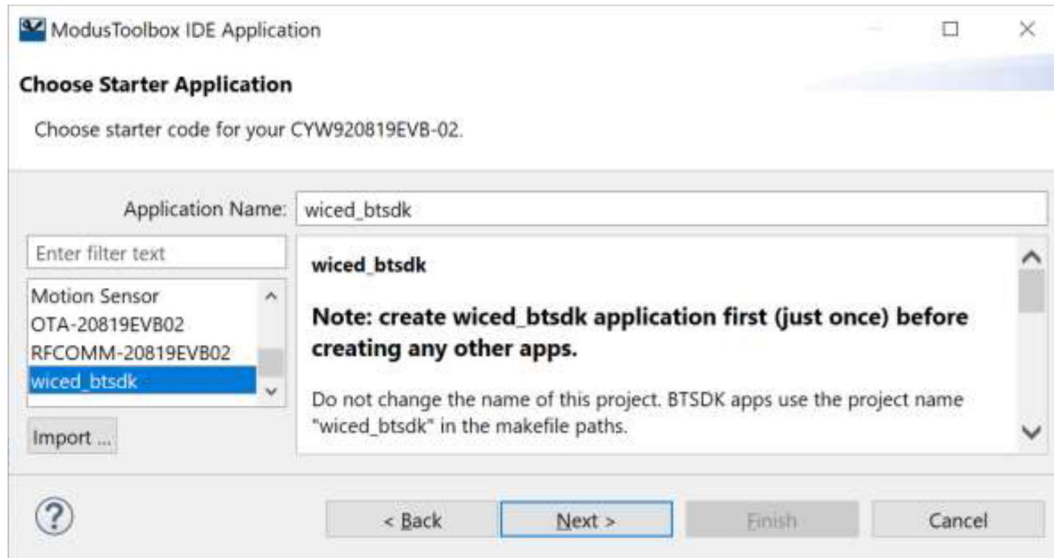 ModusToolbox IDE Application
Choose Starter Application
Choose starter code for your CYW920819EVB-02.
Application Name: wiced_btsdk
Enter filter text
Motion Sensor
OTA-20819EVB02
RFCOMM-20819EVB02
wiced_btsdk
Import ...
wiced_btsdk
Note: create wiced_btsdk application first (just once) before
creating any other apps.
Do not change the name of this project. BTSDK apps use the project name
"wiced_btsdk" in the makefile paths.
?
< Back
Next >
Finish
Cancel